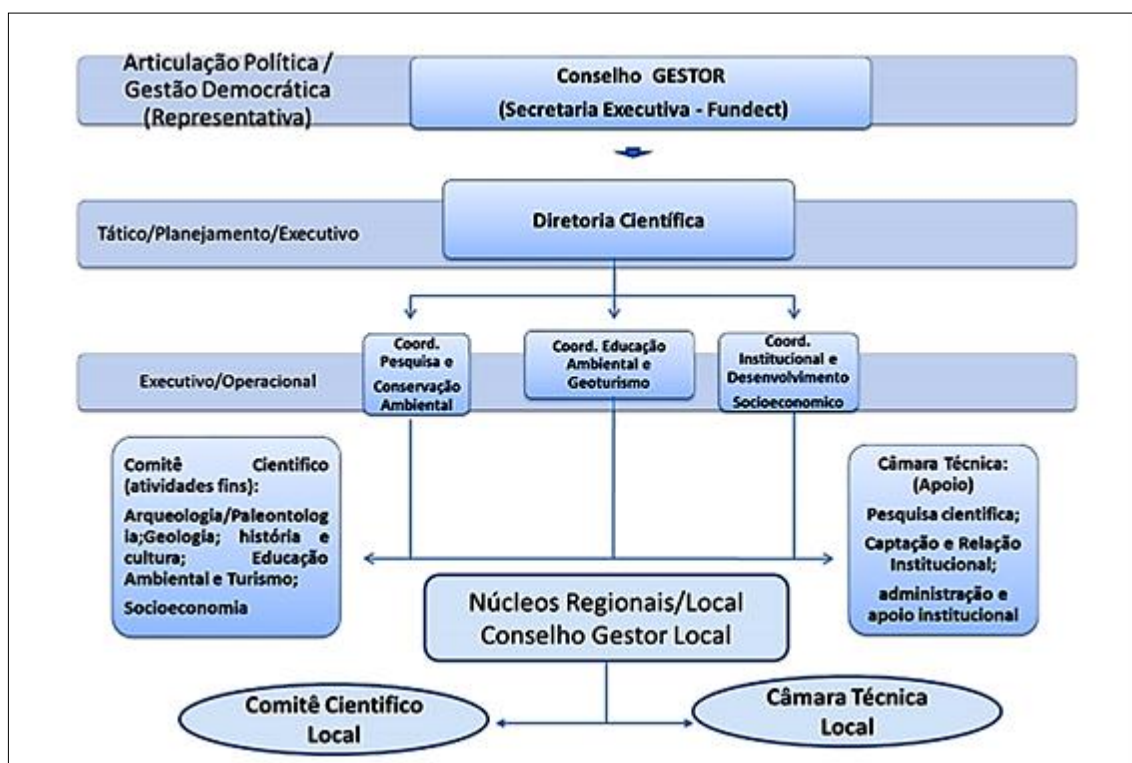 Articulação Política /
Gestão Democrática
(Representativa)
Conselho GESTOR
(Secretaria Executiva - Fundect)
Tático/Planejamento/Executivo
Diretoria Científica
Executivo/Operacional
Coord.
Pesquisa e
Conservação
Ambiental
Coord. Educação
Ambiental e
Geoturismo
Coord.
Institucional e
Desenvolvimento
Socioeconomico
Comitê Cientifico
(atividades fins):
Arqueologia/Paleontolog
ia;Geologia; história e
cultura; Educação
Ambiental e Turismo;
Socioeconomia
Câmara Técnica:
(Apoio)
Pesquisa cientifica;
Captação e Relação
Institucional;
administração e
apoio institucional
Núcleos Regionais/Local
Conselho Gestor Local
Comitê Cientifico
Local
Câmara Técnica
Local